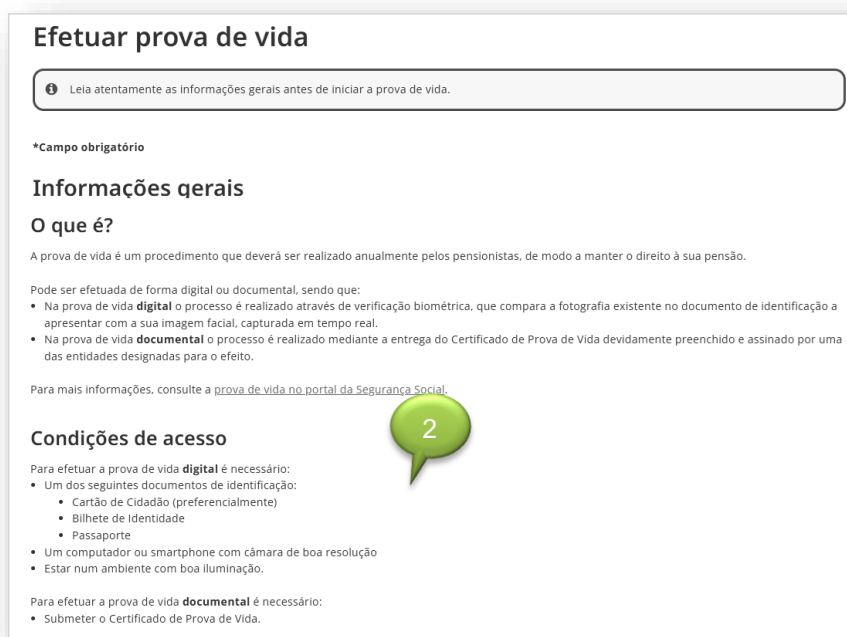 Efetuar prova de vida
Leia atentamente as informações gerais antes de iniciar a prova de vida.
*Campo obrigatório
Informações gerais
O que é?
A prova de vida é um procedimento que deverá ser realizado anualmente pelos pensionistas, de modo a manter o direito à sua pensão.
Pode ser efetuada de forma digital ou documental, sendo que:
• Na prova de vida digital o processo é realizado através de verificação biométrica, que compara a fotografia existente no documento de identificação a
apresentar com a sua imagem facial, capturada em tempo real.
• Na prova de vida documental o processo é realizado mediante a entrega do Certificado de Prova de Vida devidamente preenchido e assinado por uma
das entidades designadas para o efeito.
Para mais informações, consulte a prova de vida no portal da Segurança Social.
2
Condições de acesso
Para efetuar a prova de vida digital é necessário:
• Um dos seguintes documentos de identificação:
• Cartão de Cidadão (preferencialmente)
• Bilhete de Identidade
• Passaporte
• Um computador ou smartphone com câmara de boa resolução
• Estar num ambiente com boa iluminação.
Para efetuar a prova de vida documental é necessário:
• Submeter o Certificado de Prova de Vida.